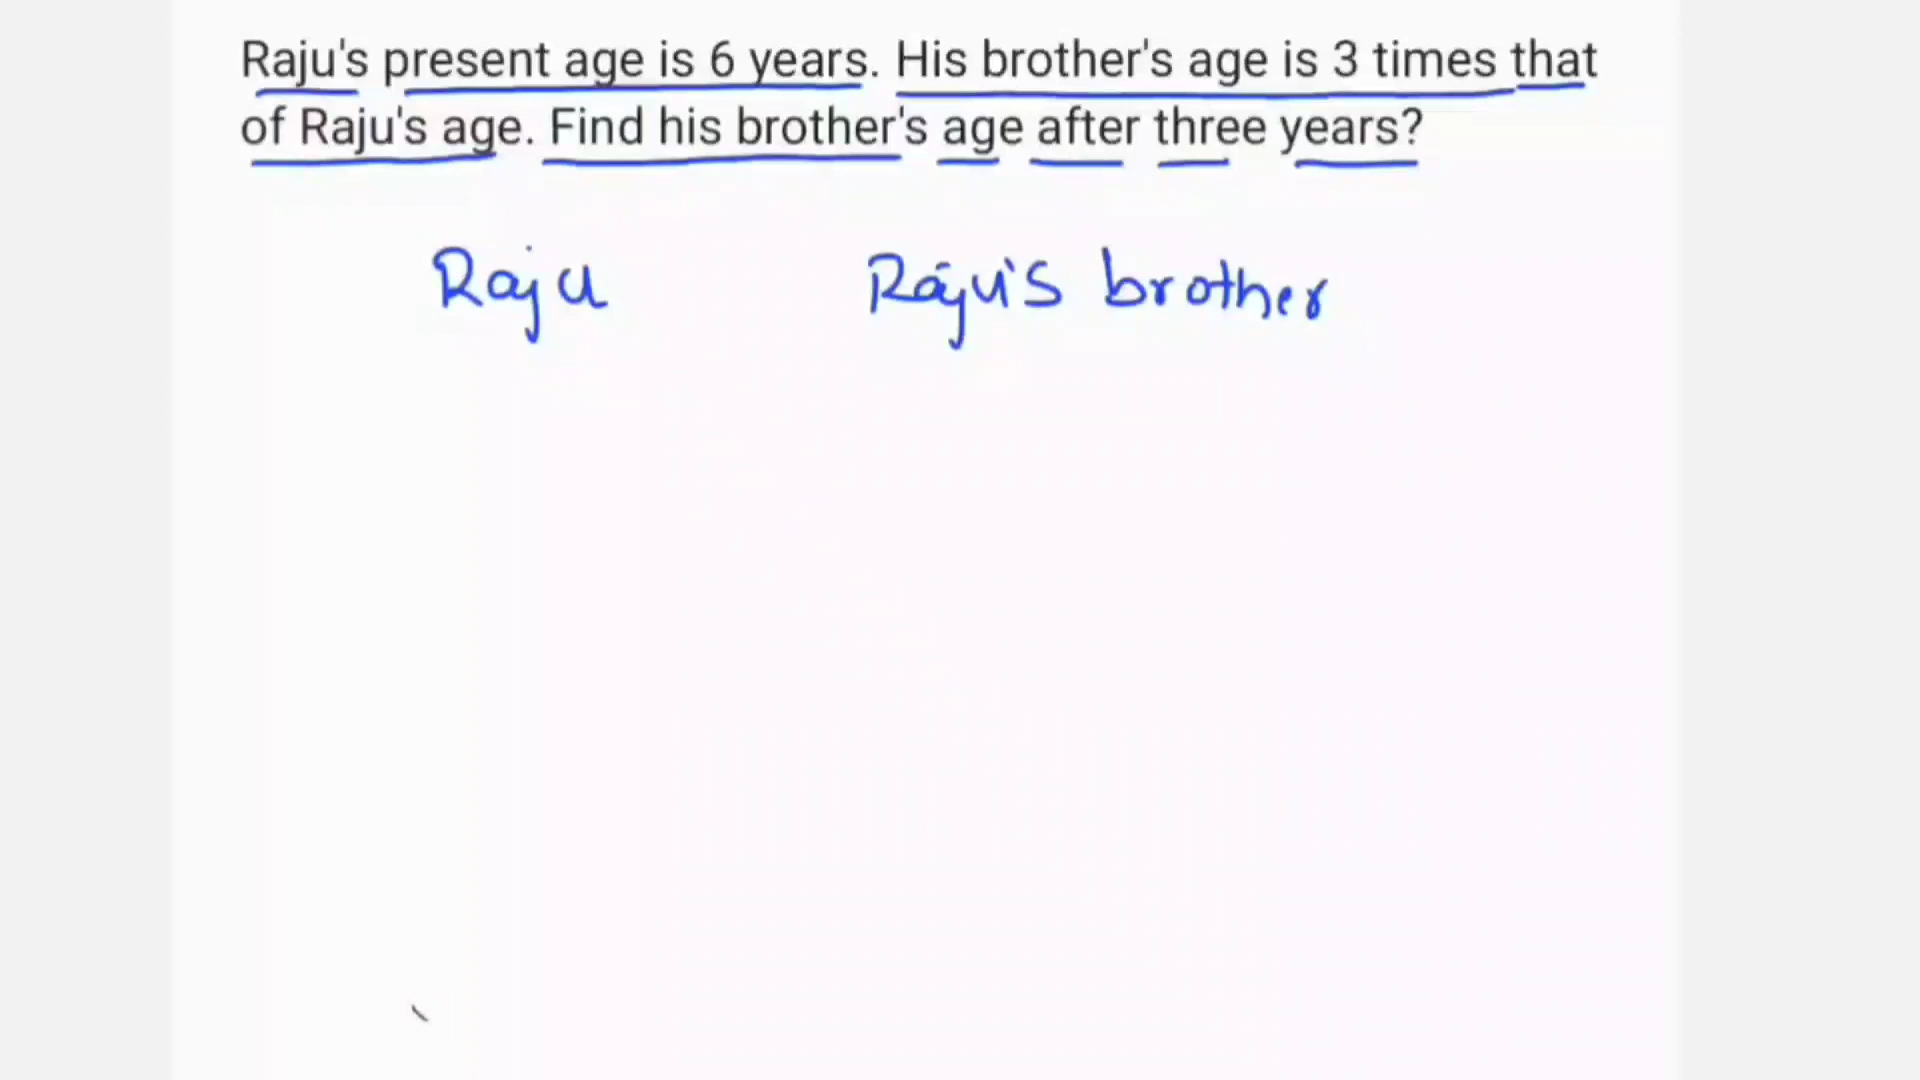 Raju's present age is 6 years. His brother's age is 3 times that
of Raju's age. Find his brother's age after three years?
Raju Raju's brother